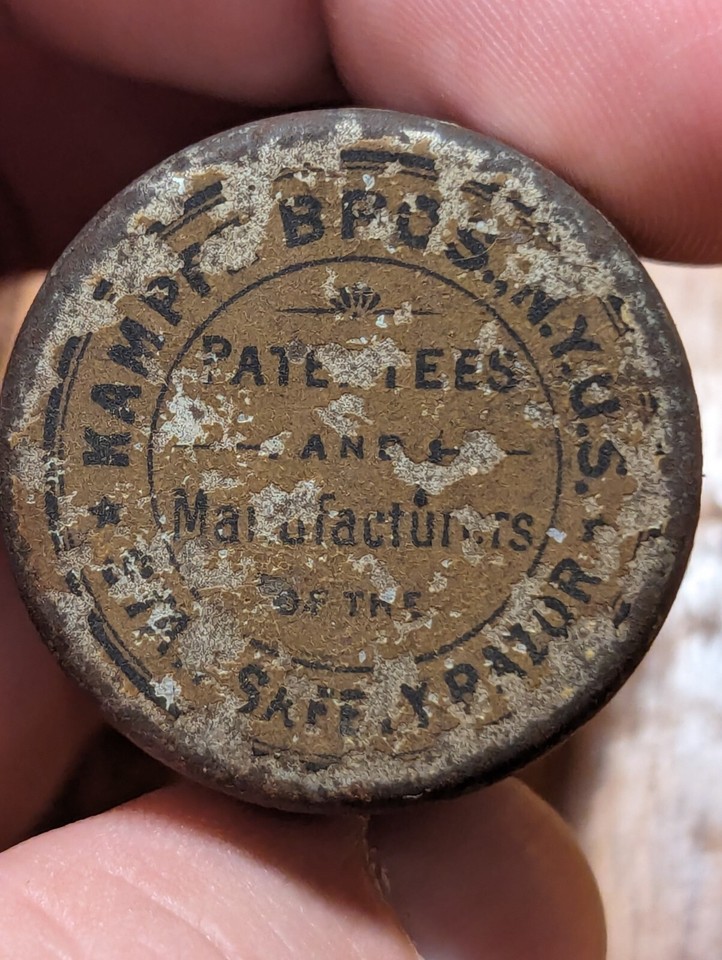 KAMPFE BROS., N.Y. U.S.
PATENTEES
AND
Manufacturers
OF THE
SAFETY RAZOR